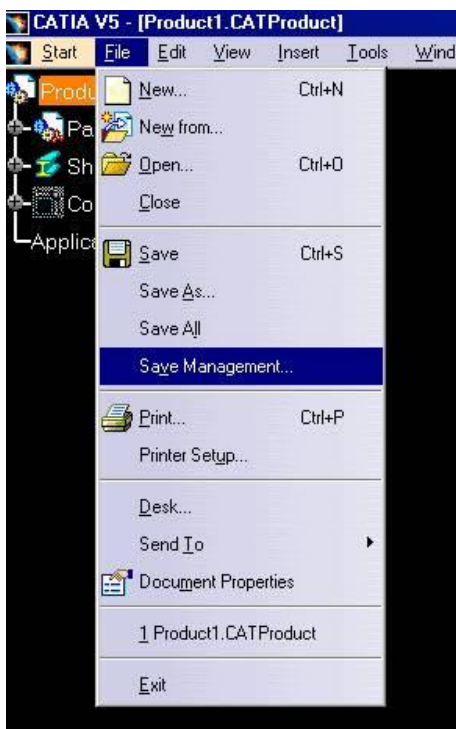 CATIA V5 - [Product1.CATProduct]
Start File Edit View Insert Tools Wind
Produ
Pa
Sh
Co
Applica
New... Ctrl+N
New from...
Open... Ctrl+O
Close
Save Ctrl+S
Save As...
Save All
Save Management...
Print... Ctrl+P
Printer Setup...
Desk...
Send To
Document Properties
1 Product1.CATProduct
Exit